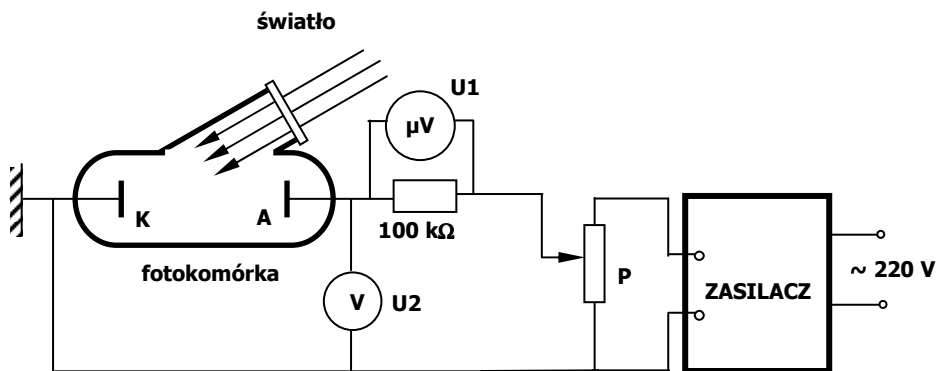 światło
U1
µV
K
A
100 kΩ
fotokomórka
V
U2
P
ZASILACZ
~ 220 V